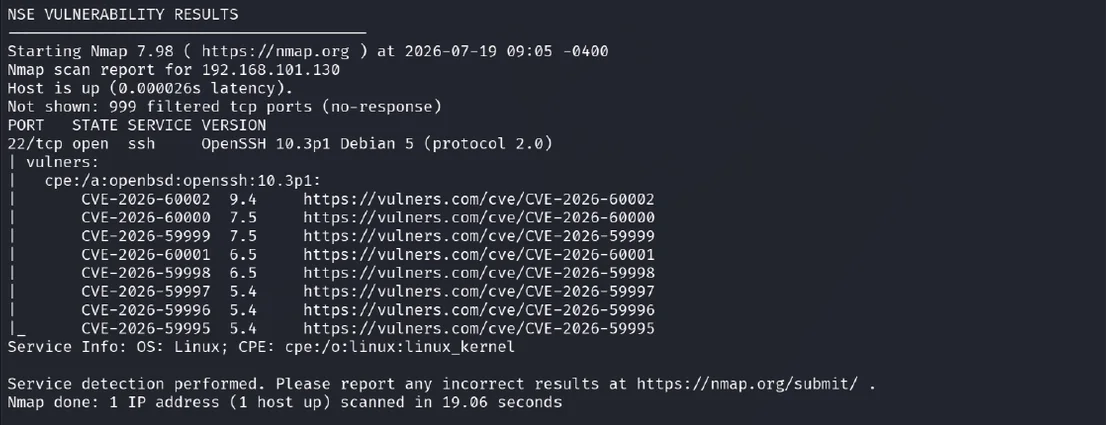 NSE VULNERABILITY RESULTS
Starting Nmap 7.98 ( https://nmap.org ) at 2026-07-19 09:05 -0400
Nmap scan report for 192.168.101.130
Host is up (0.000026s latency).
Not shown: 999 filtered tcp ports (no-response)
PORT   STATE SERVICE VERSION
22/tcp open  ssh     OpenSSH 10.3p1 Debian 5 (protocol 2.0)
| vulners:
|   cpe:/a:openbsd:openssh:10.3p1:
|       CVE-2026-60002  9.4     https://vulners.com/cve/CVE-2026-60002
|       CVE-2026-60000  7.5     https://vulners.com/cve/CVE-2026-60000
|       CVE-2026-59999  7.5     https://vulners.com/cve/CVE-2026-59999
|       CVE-2026-60001  6.5     https://vulners.com/cve/CVE-2026-60001
|       CVE-2026-59998  6.5     https://vulners.com/cve/CVE-2026-59998
|       CVE-2026-59997  5.4     https://vulners.com/cve/CVE-2026-59997
|       CVE-2026-59996  5.4     https://vulners.com/cve/CVE-2026-59996
|_      CVE-2026-59995  5.4     https://vulners.com/cve/CVE-2026-59995
Service Info: OS: Linux; CPE: cpe:/o:linux:linux_kernel

Service detection performed. Please report any incorrect results at https://nmap.org/submit/ .
Nmap done: 1 IP address (1 host up) scanned in 19.06 seconds